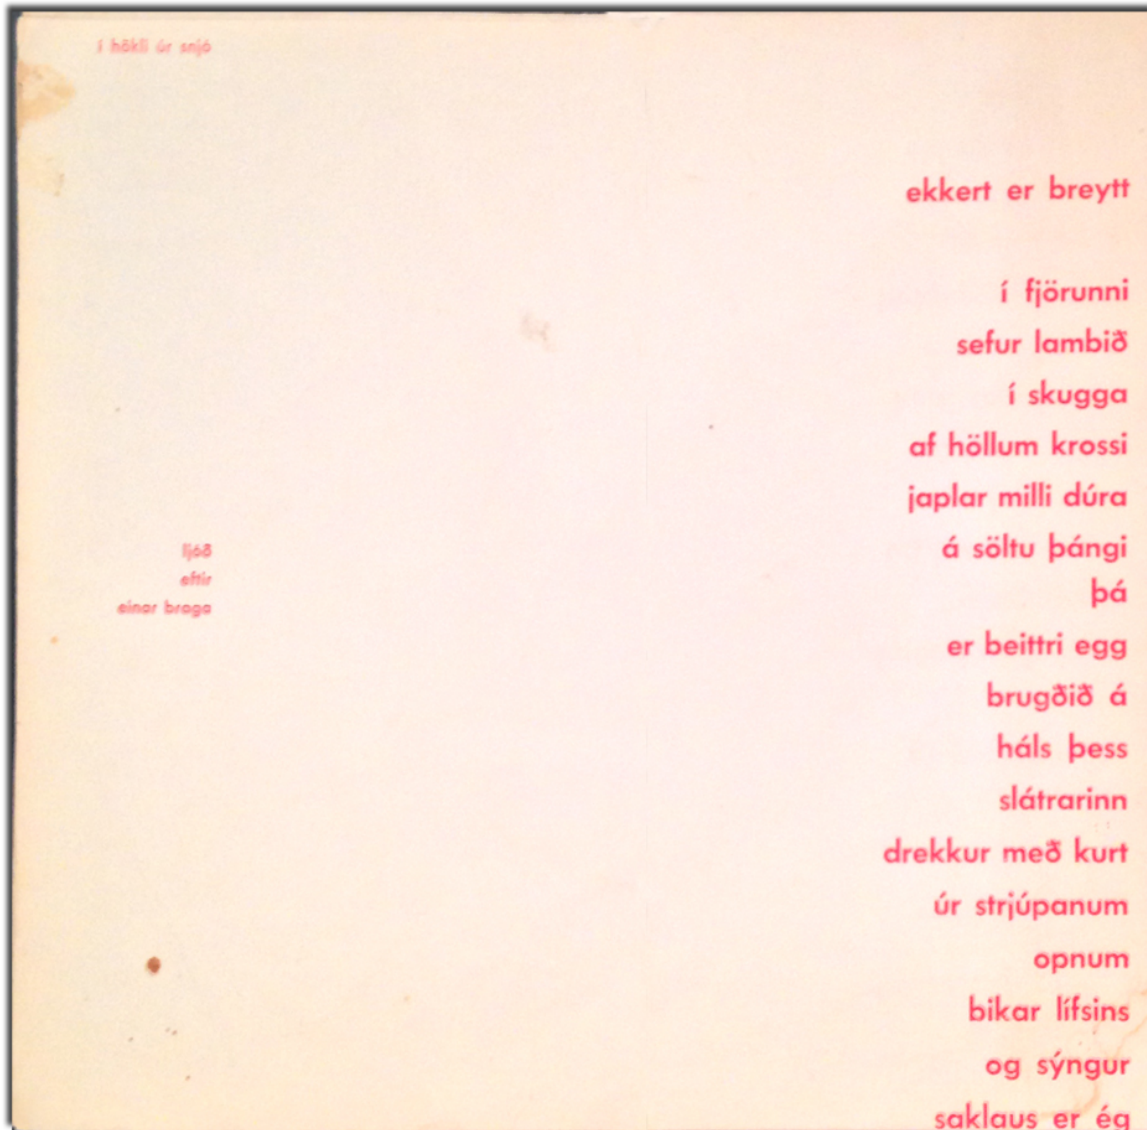 í hökli úr snjó
ljóð
eftir
einar braga
ekkert er breytt
í fjörunni
sefur lambið
í skugga
af höllum krossi
japlar milli dúra
á söltu þángi
þá
er beittri egg
brugðið á
háls þess
slátrarinn
drekkur með kurt
úr strjúpanum
opnum
bikar lífsins
og sýngur
saklaus er ég